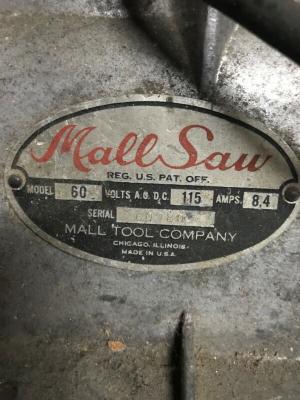 Mall Saw
REG. U.S. PAT. OFF.
MODEL 60 VOLTS A.C. D.C. 115 AMPS. 8.4
SERIAL
MALL TOOL COMPANY
CHICAGO, ILLINOIS
MADE IN U.S.A.